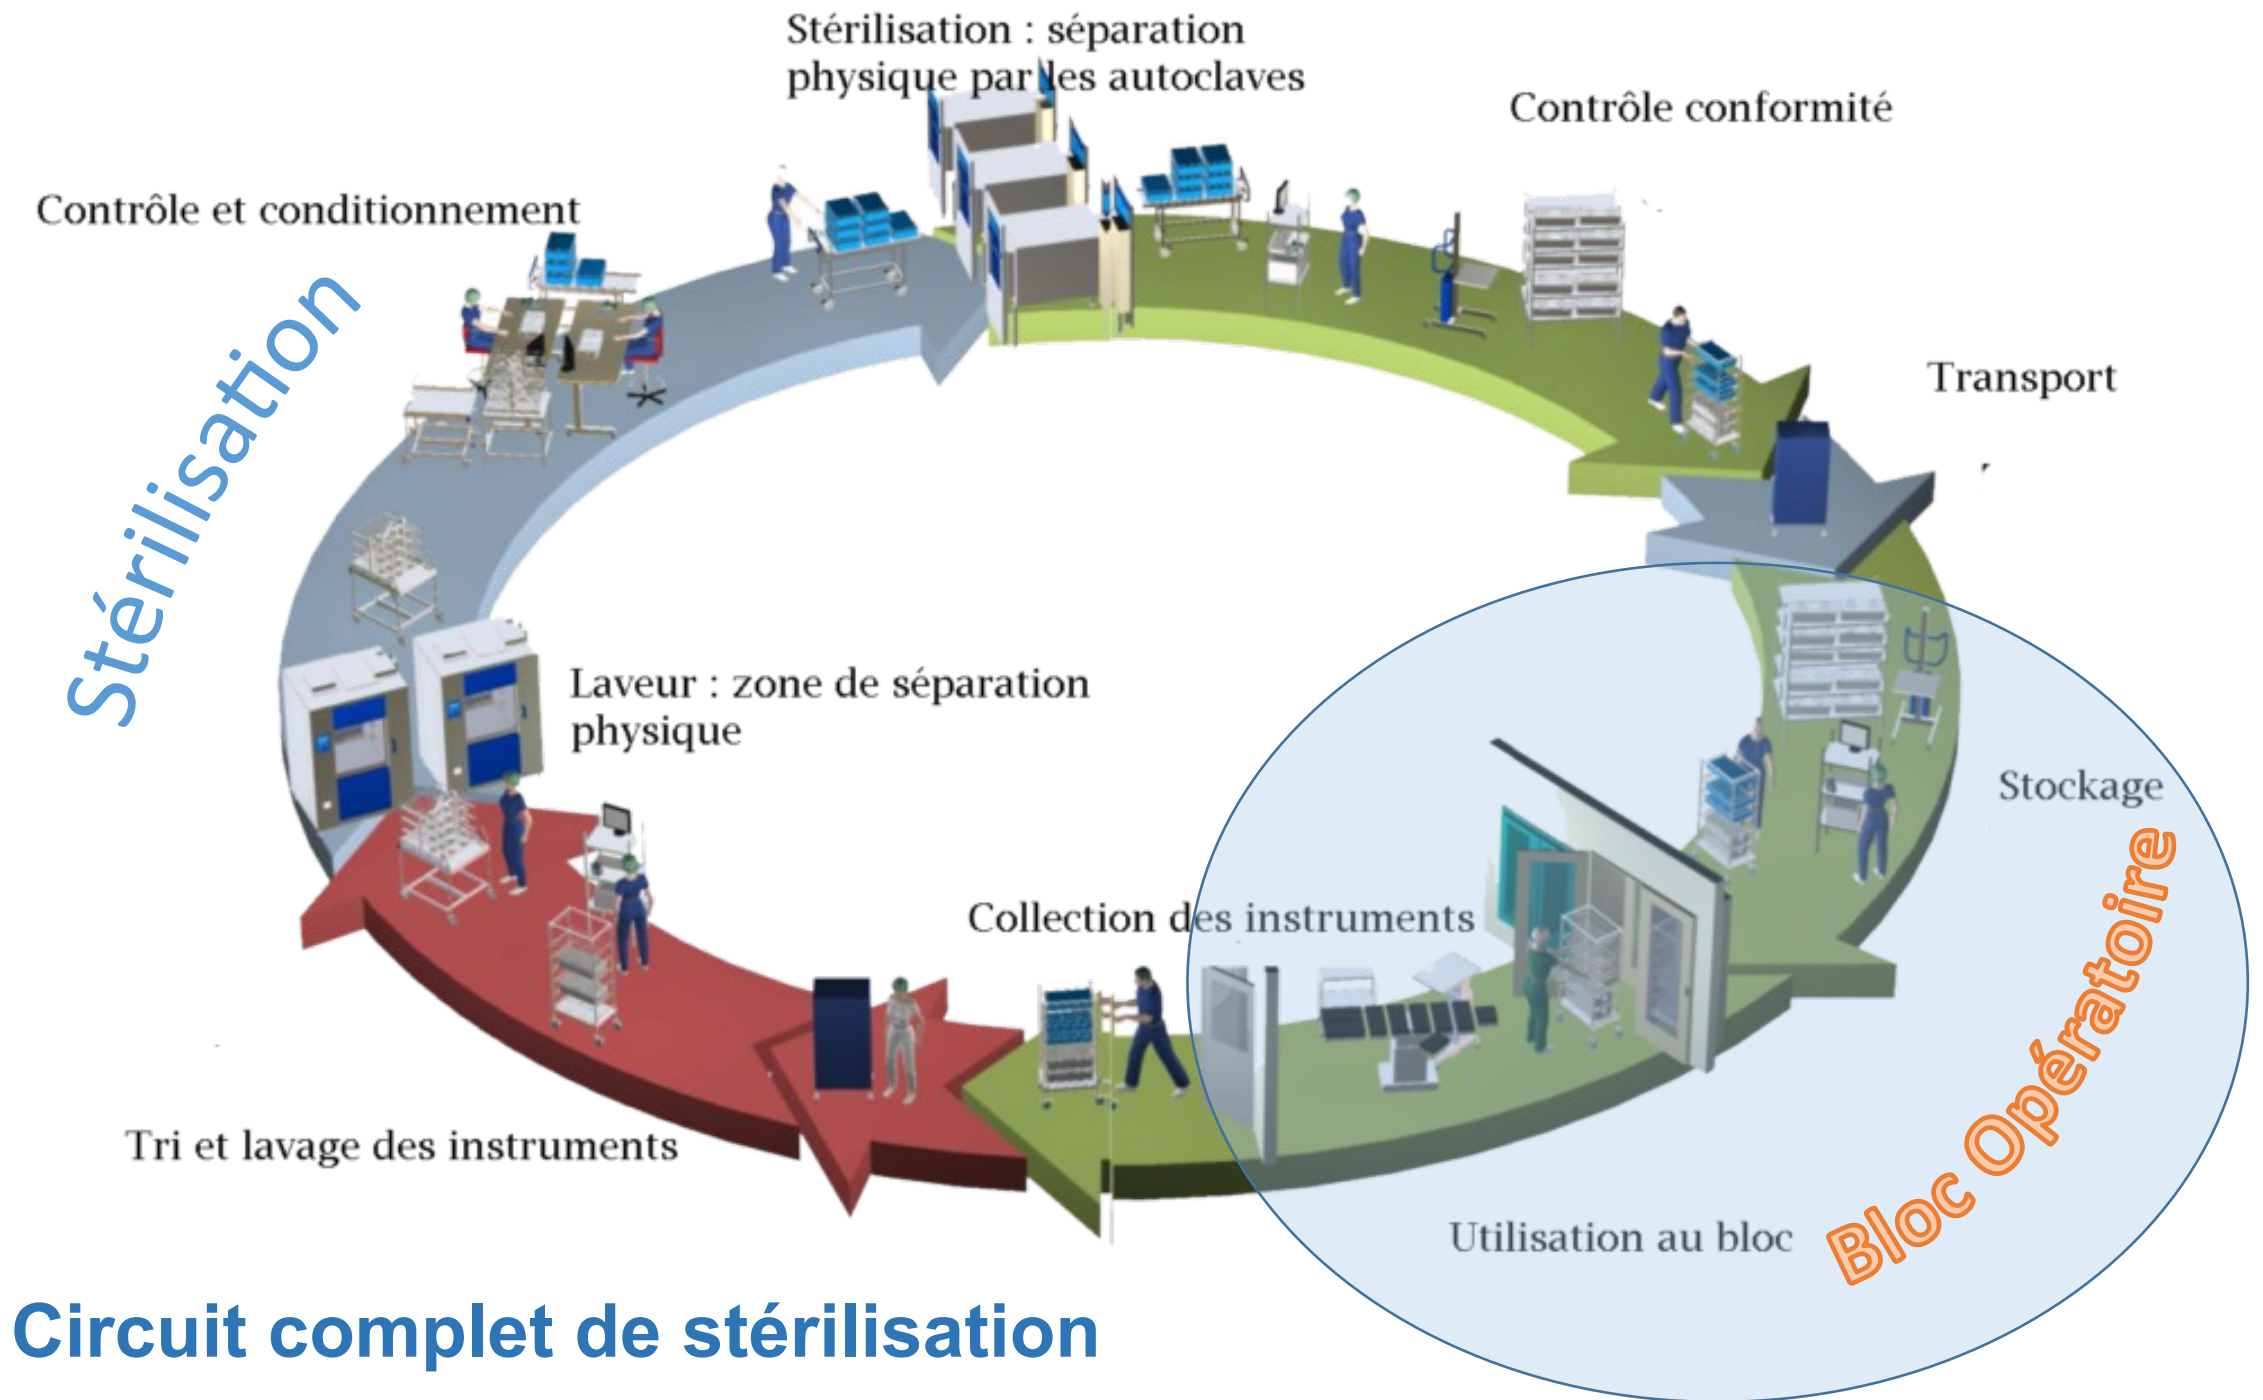 Stérilisation : séparation
physique par les autoclaves
Contrôle conformité
Contrôle et conditionnement
Transport
Stérilisation
Laveur : zone de séparation
physique
Stockage
Collection des instruments
Bloc Opératoire
Tri et lavage des instruments
Utilisation au bloc
Circuit complet de stérilisation